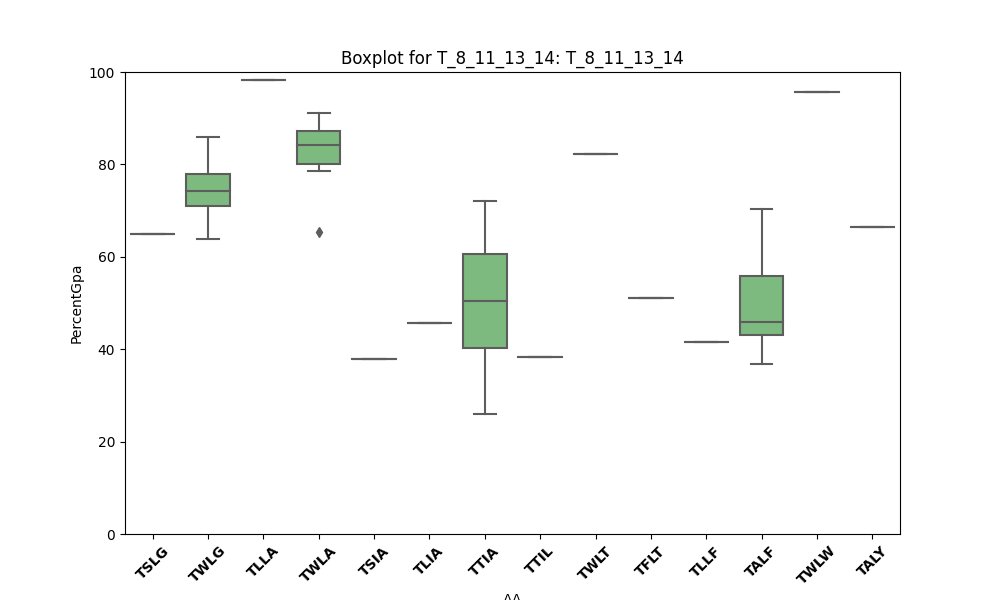 Boxplot for T_8_11_13_14: T_8_11_13_14
100
80
60
40
20
0
PercentGpa
TSLG
TWLG
TLLA
TWLA
TSIA
TLIA
TTIA
TTIL
TWLT
TFLT
TLLF
TALF
TWLW
TALY
AA